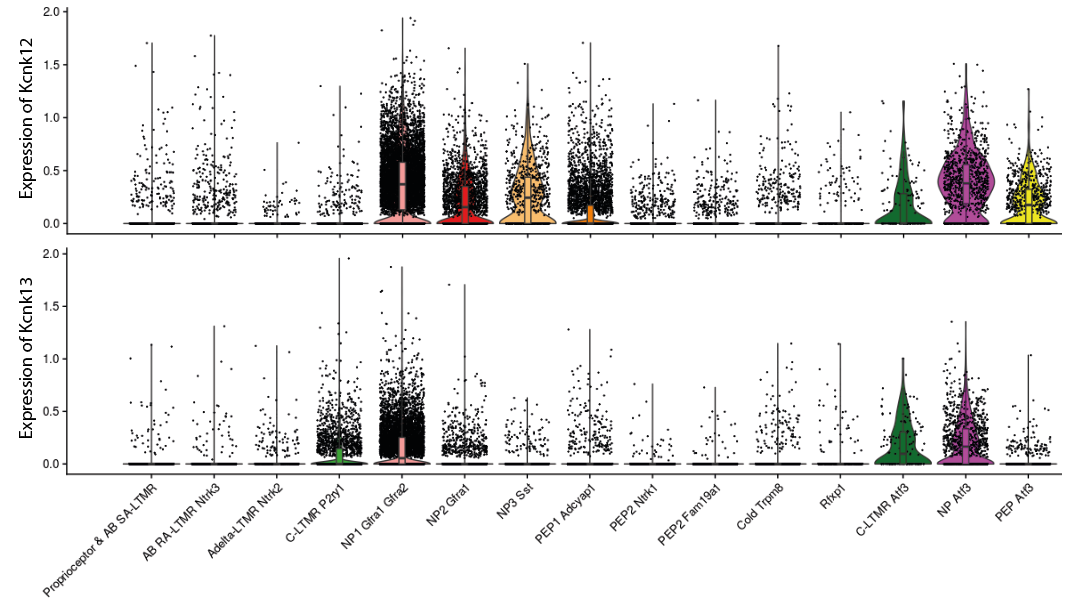 Expression of Kcnk12
2.0
1.5
1.0
0.5
0.0
Expression of Kcnk13
2.0
1.5
1.0
0.5
0.0
Proprioceptor & AB SA-LTMR
AB RA-LTMR Ntrk3
Adelta-LTMR Ntrk2
C-LTMR P2ry1
NP1 Gfra1 Gfra2
NP2 Gfra1
NP3 Sst
PEP1 Adcyap1
PEP2 Ntrk1
PEP2 Fam19a1
Cold Trpm8
Rfxp1
C-LTMR Atf3
NP Atf3
PEP Atf3